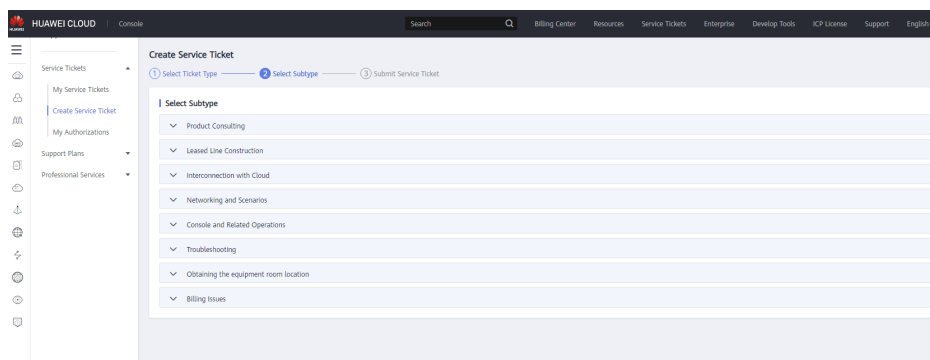 HUAWEI
HUAWEI CLOUD | Console Search Billing Center Resources Service Tickets Enterprise Develop Tools ICP License Support English
Service Tickets
My Service Tickets
Create Service Ticket
My Authorizations
Support Plans
Professional Services
Create Service Ticket
1 Select Ticket Type 2 Select Subtype 3 Submit Service Ticket
Select Subtype
Product Consulting
Leased Line Construction
Interconnection with Cloud
Networking and Scenarios
Console and Related Operations
Troubleshooting
Obtaining the equipment room location
Billing Issues